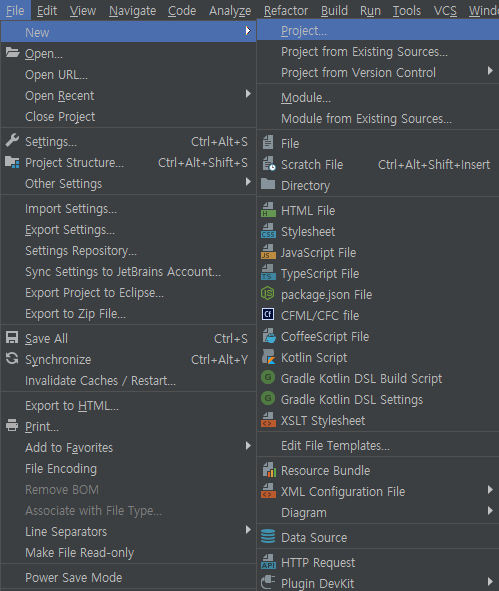 File Edit View Navigate Code Analyze Refactor Build Run Tools VCS
New
Open...
Open URL...
Open Recent
Close Project
Settings... Ctrl+Alt+S
Project Structure... Ctrl+Alt+Shift+S
Other Settings
Import Settings...
Export Settings...
Settings Repository...
Sync Settings to JetBrains Account...
Export Project to Eclipse...
Export to Zip File...
Save All Ctrl+S
Synchronize Ctrl+Alt+Y
Invalidate Caches / Restart...
Export to HTML...
Print...
Add to Favorites
File Encoding
Remove BOM
Associate with File Type...
Line Separators
Make File Read-only
Power Save Mode
Project...
Project from Existing Sources...
Project from Version Control
Module...
Module from Existing Sources...
File
Scratch File Ctrl+Alt+Shift+Insert
Directory
HTML File
Stylesheet
JavaScript File
TypeScript File
package.json File
CFML/CFC file
CoffeeScript File
Kotlin Script
Gradle Kotlin DSL Build Script
Gradle Kotlin DSL Settings
XSLT Stylesheet
Edit File Templates...
Resource Bundle
XML Configuration File
Diagram
Data Source
HTTP Request
Plugin DevKit